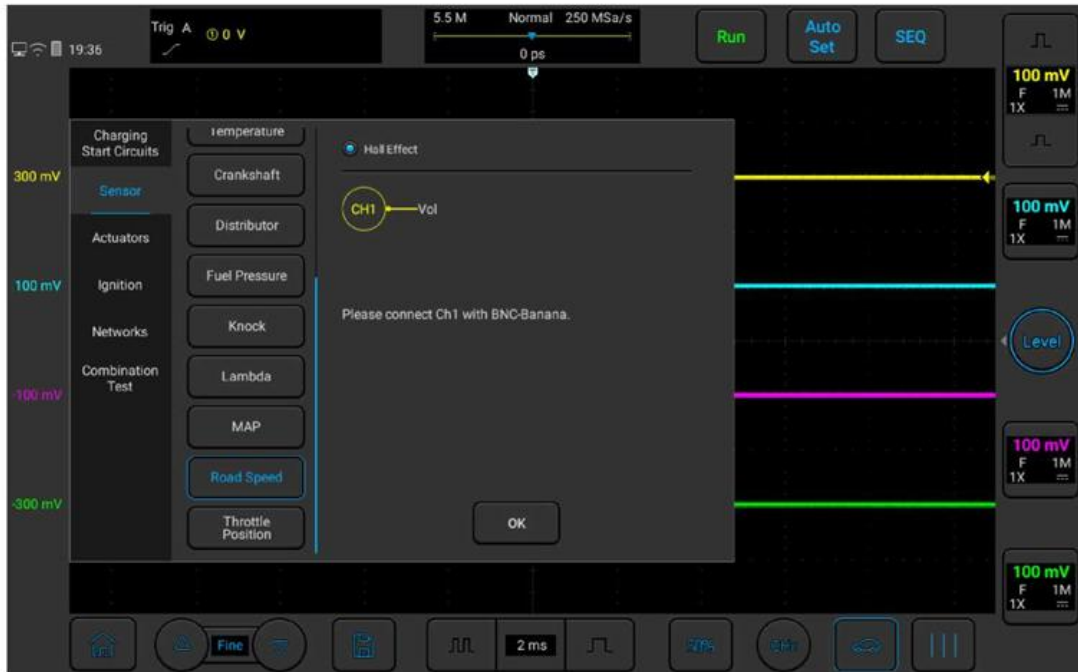 Trig A ① 0 V
5.5 M Normal 250 MSa/s
0 ps
Run
Auto
Set
SEQ
19:36
T
100 mV
F 1M
1X
100 mV
F 1M
1X
Level
100 mV
F 1M
1X
100 mV
F 1M
1X
300 mV
100 mV
-100 mV
-300 mV
Charging
Start Circuits
Sensor
Actuators
Ignition
Networks
Combination
Test
Temperature
Crankshaft
Distributor
Fuel Pressure
Knock
Lambda
MAP
Road Speed
Throttle
Position
Hall Effect
CH1 Vol
Please connect Ch1 with BNC-Banana.
OK
Fine
2 ms
50%